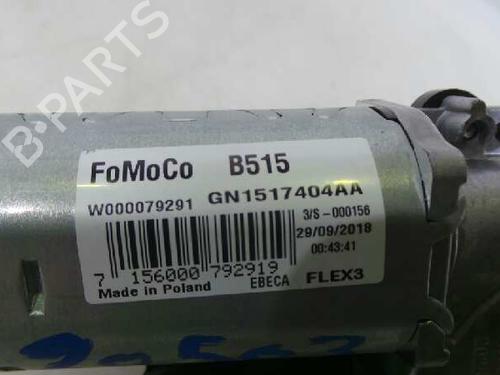 B-PARTS
FoMoCo B515
W000079291 GN1517404AA
3/S-000156
29/09/2018
00:43:41
7 156000 792919
EBECA FLEX3
Made in Poland